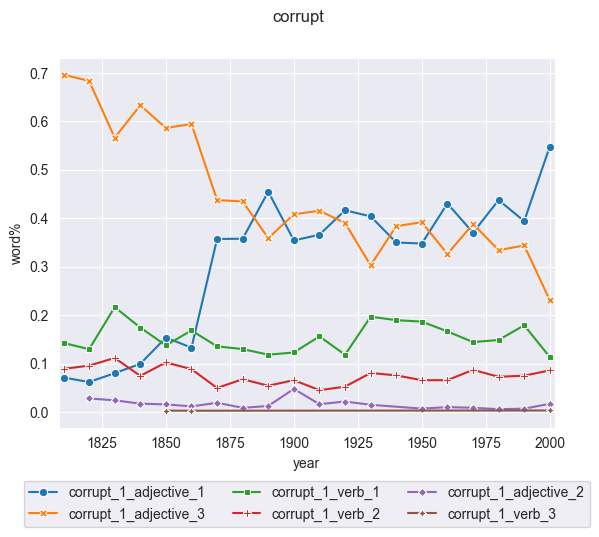 corrupt
0.7
0.6
0.5
0.4
0.3
0.2
0.1
0.0
word%
1825 1850 1875 1900 1925 1950 1975 2000
year
corrupt_1_adjective_1 corrupt_1_verb_1 corrupt_1_adjective_2
corrupt_1_adjective_3 corrupt_1_verb_2 corrupt_1_verb_3